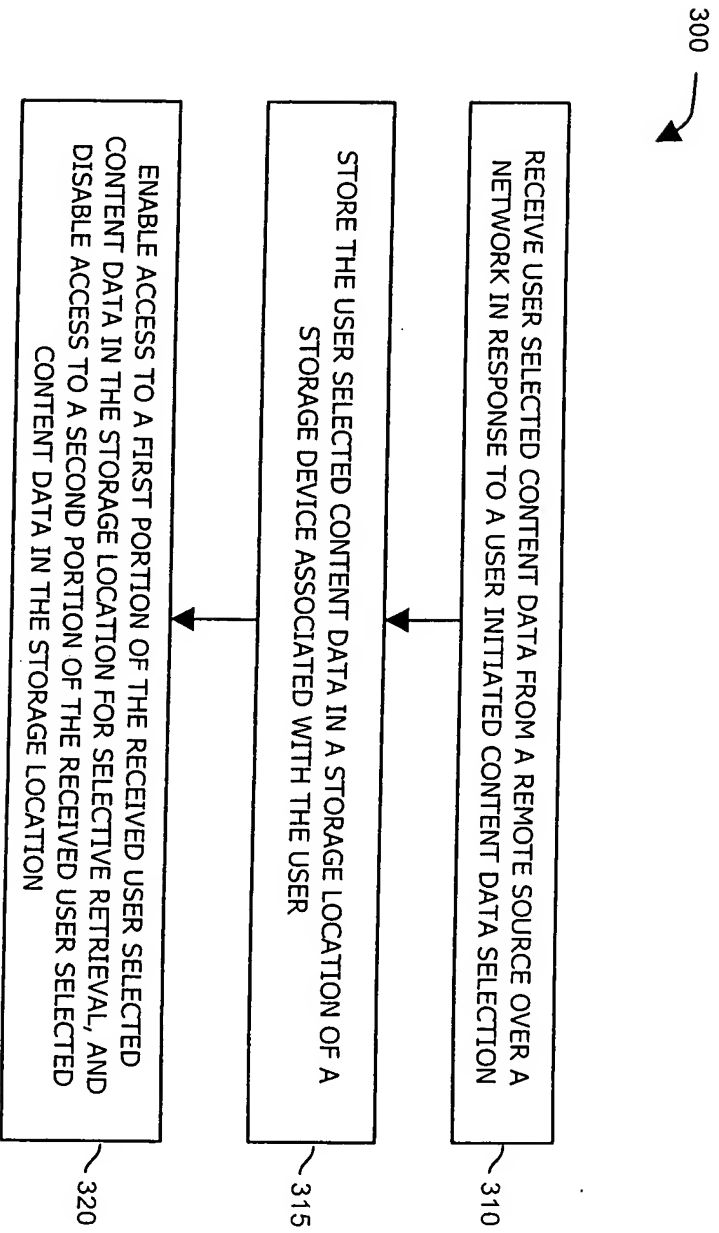 300
RECEIVE USER SELECTED CONTENT DATA FROM A REMOTE SOURCE OVER A
NETWORK IN RESPONSE TO A USER INITIATED CONTENT DATA SELECTION
310
STORE THE USER SELECTED CONTENT DATA IN A STORAGE LOCATION OF A
STORAGE DEVICE ASSOCIATED WITH THE USER
315
ENABLE ACCESS TO A FIRST PORTION OF THE RECEIVED USER SELECTED
CONTENT DATA IN THE STORAGE LOCATION FOR SELECTIVE RETRIEVAL, AND
DISABLE ACCESS TO A SECOND PORTION OF THE RECEIVED USER SELECTED
CONTENT DATA IN THE STORAGE LOCATION
320